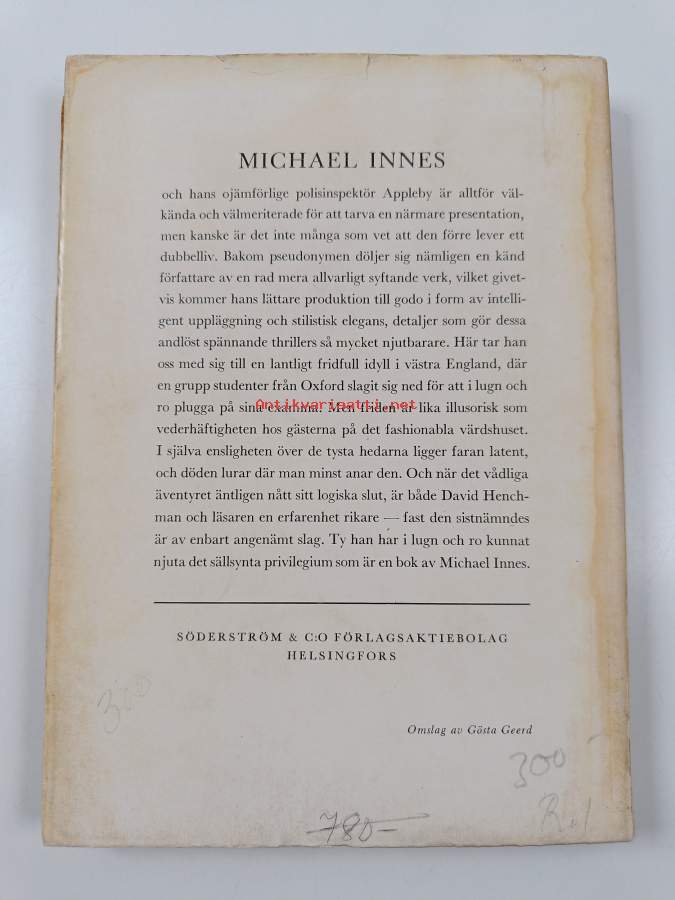 MICHAEL INNES
och hans ojämförlige polisinspektör Appleby är alltför väl-
kända och välmeriterade för att tarva en närmare presentation,
men kanske är det inte många som vet att den förre lever ett
dubbelliv. Bakom pseudonymen döljer sig nämligen en känd
författare av en rad mera allvarligt syftande verk, vilket givet-
vis kommer hans lättare produktion till godo i form av intelli-
gent uppläggning och stilistisk elegans, detaljer som gör dessa
andlöst spännande thrillers så mycket njutbarare. Här tar han
oss med sig till en lantligt fridfull idyll i västra England, där
en grupp studenter från Oxford slagit sig ned för att i lugn och
ro plugga på sina examina. Men friden är lika illusorisk som
Antikvariaatti.net
vederhäftigheten hos gästerna på det fashionabla värdshuset.
I själva ensligheten över de tysta hedarna ligger faran latent,
och döden lurar där man minst anar den. Och när det vådliga
äventyret äntligen nått sitt logiska slut, är både David Hench-
man och läsaren en erfarenhet rikare — fast den sistnämndes
är av enbart angenämt slag. Ty han har i lugn och ro kunnat
njuta det sällsynta privilegium som är en bok av Michael Innes.
SÖDERSTRÖM & C:O FÖRLAGSAKTIEBOLAG
HELSINGFORS
300
Omslag av Gösta Geerd
300
780-